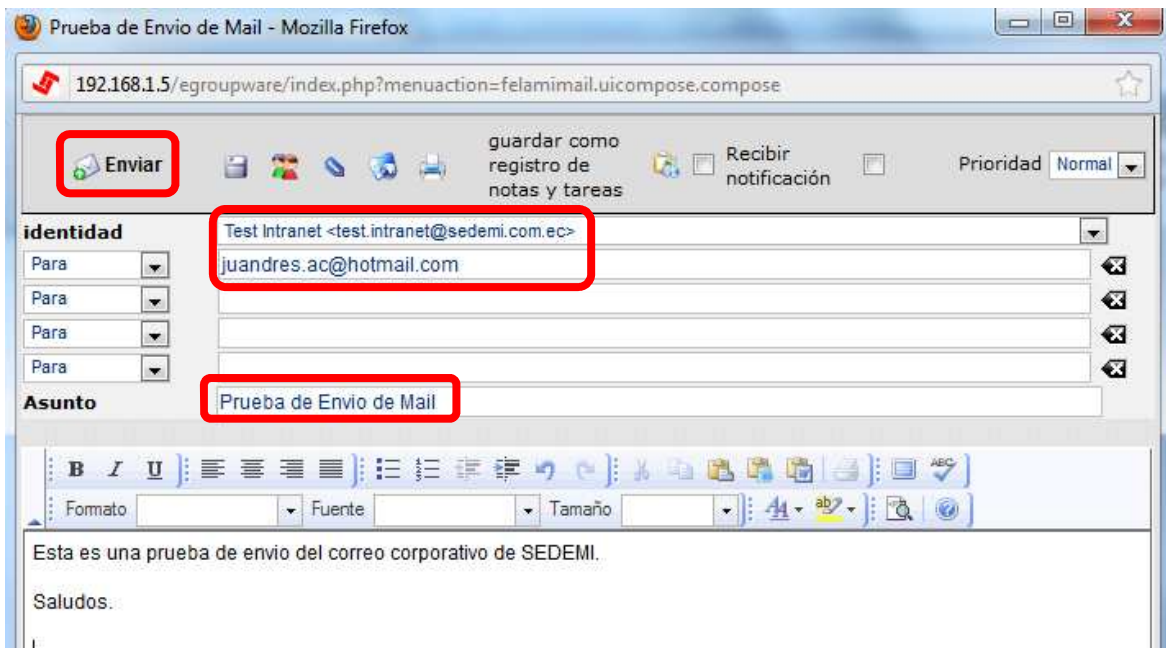 Prueba de Envio de Mail - Mozilla Firefox
192.168.1.5/egroupware/index.php?menuaction=felamimail.uicompose.compose
Enviar
guardar como
registro de
notas y tareas
Recibir
notificación
Prioridad Normal
identidad Test Intranet <test.intranet@sedemi.com.ec>
Para juandres.ac@hotmail.com
Para
Para
Para
Asunto Prueba de Envio de Mail
B I U ABC
Formato Fuente Tamaño
Esta es una prueba de envio del correo corporativo de SEDEMI.
Saludos.